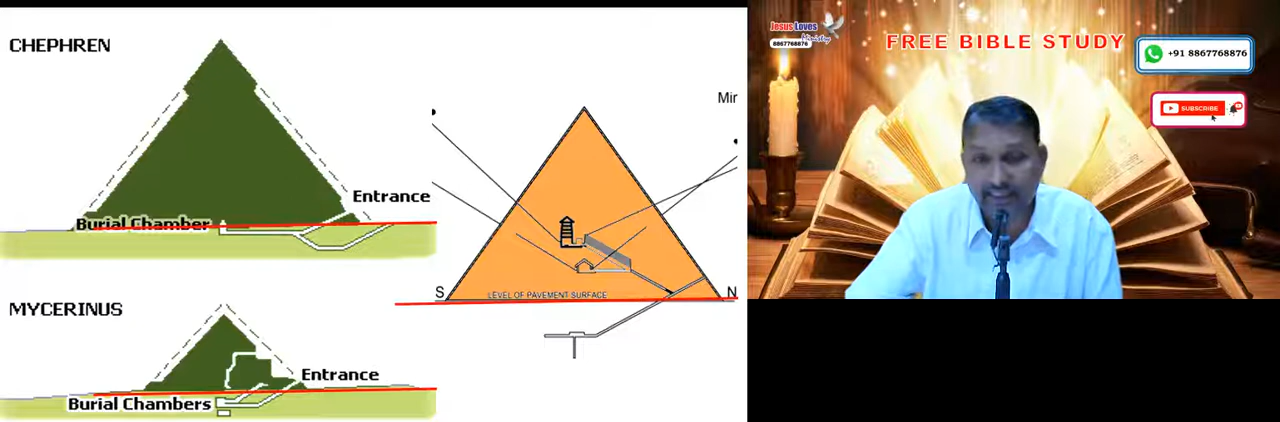 CHEPHREN
Entrance
Burial Chamber
MYCERINUS
Entrance
Burial Chambers
Mir
S
N
LEVEL OF PAVEMENT SURFACE
Jesus Loves
Ministry
8867768876
FREE BIBLE STUDY
+91 8867768876
SUBSCRIBE